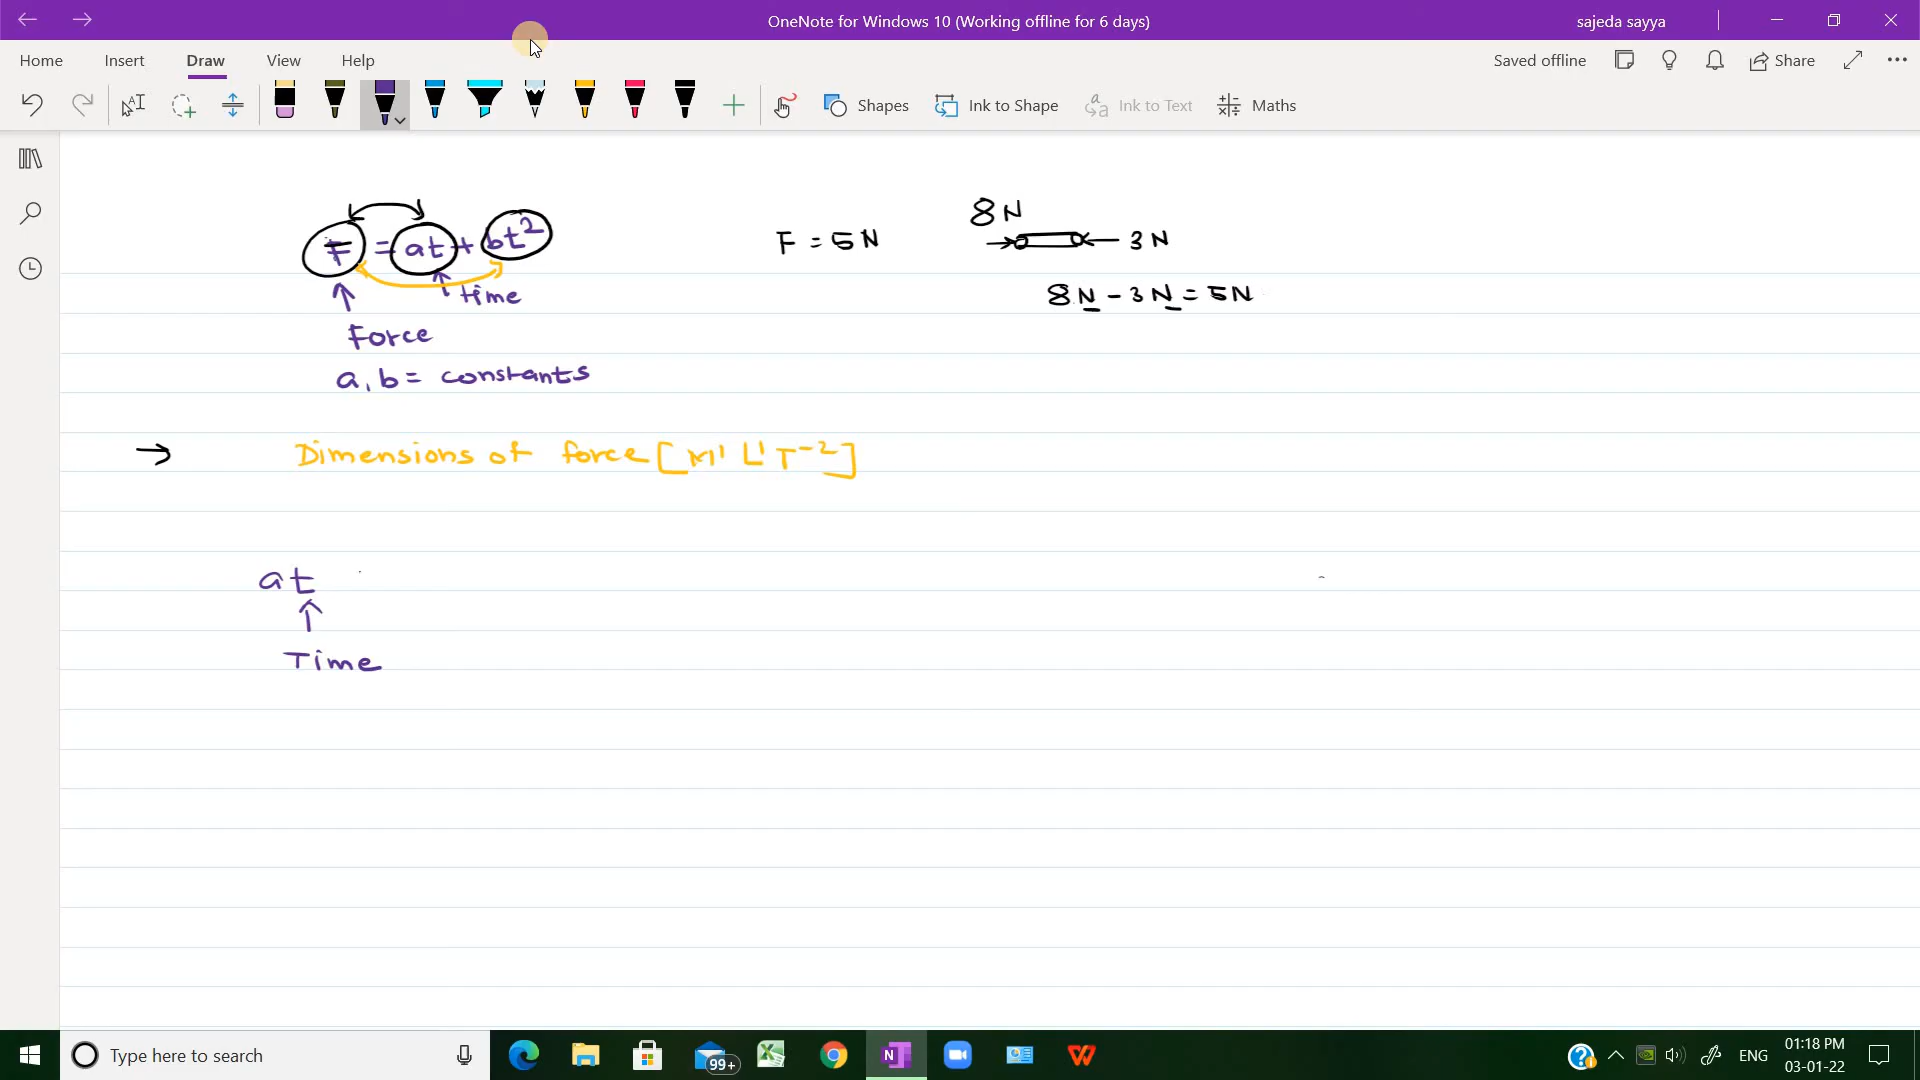 OneNote for Windows 10 (Working offline for 6 days)
sajeda sayya
Home Insert Draw View Help
Saved offline Share
Shapes Ink to Shape Ink to Text Maths
F = at + bt²
time
Force
a, b = constants
F = 5N
8N
3N
8N - 3N = 5N
→ Dimensions of force [M¹ L¹ T⁻²]
at
Time
Type here to search
99+
ENG
01:18 PM
03-01-22